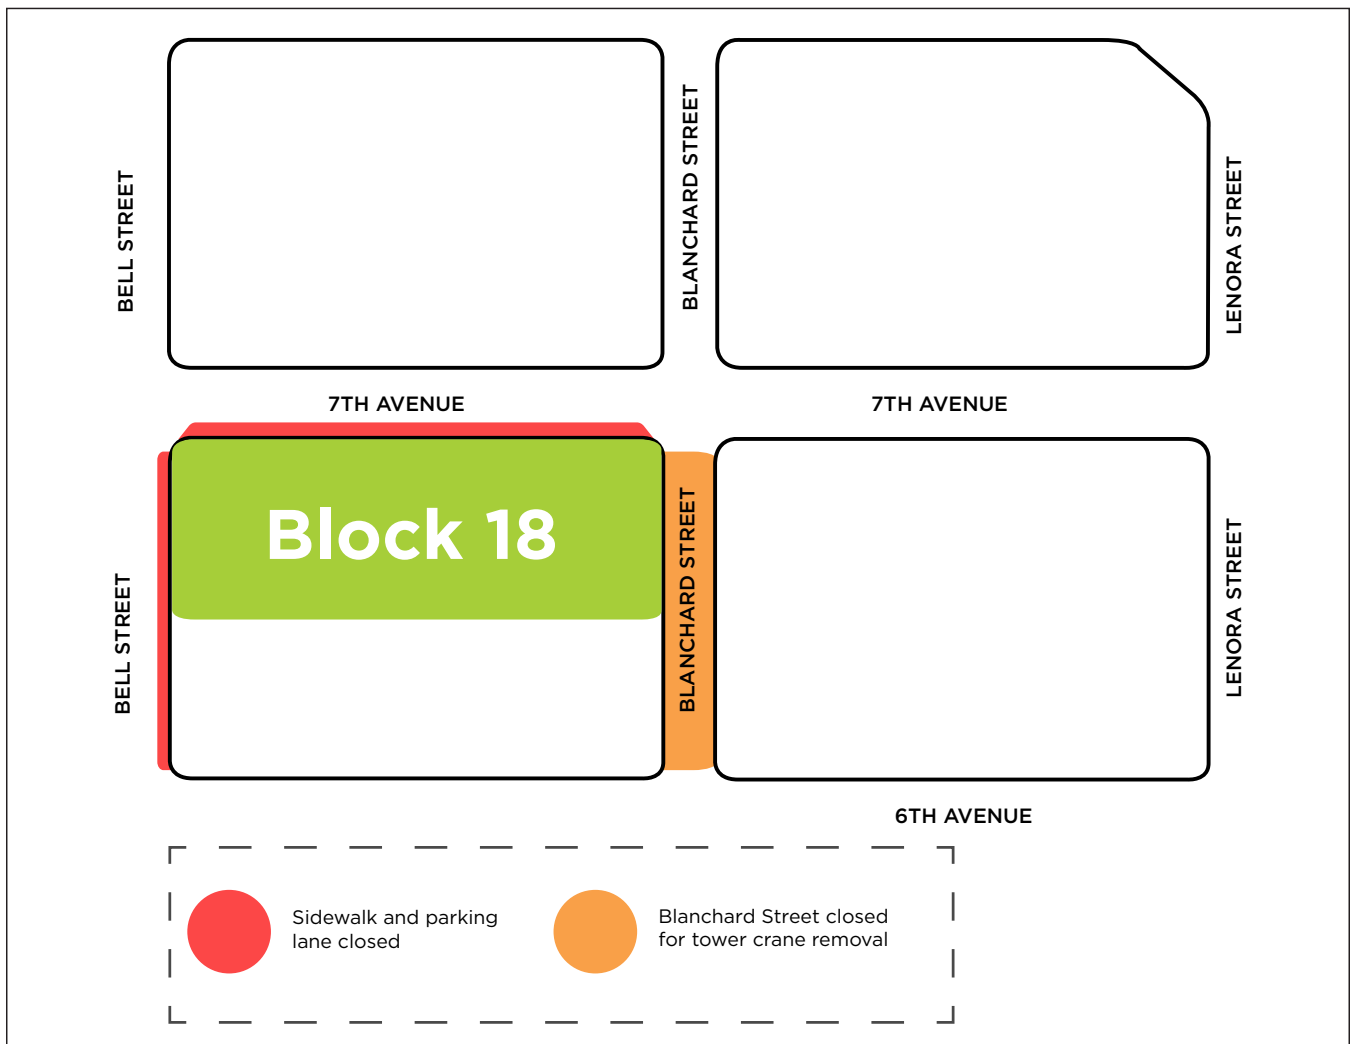 BELL STREET
BLANCHARD STREET
LENORA STREET
7TH AVENUE
7TH AVENUE
Block 18
BELL STREET
BLANCHARD STREET
LENORA STREET
6TH AVENUE
Sidewalk and parking
lane closed
Blanchard Street closed
for tower crane removal